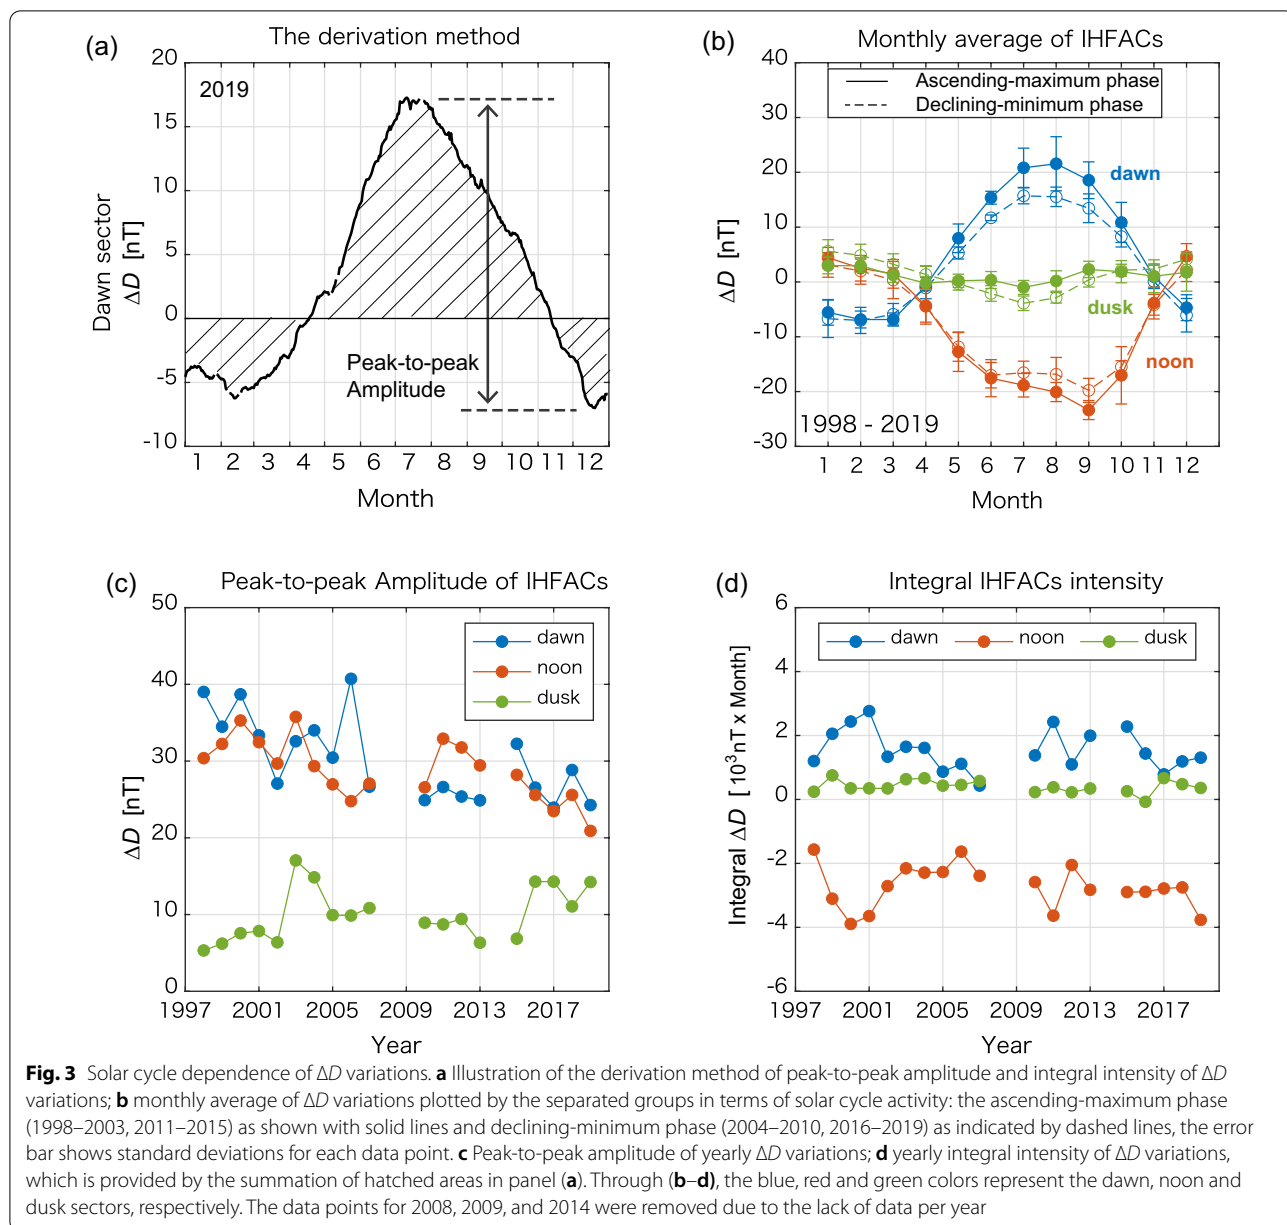 (a)
The derivation method
20
15
10
5
0
-5
-10
2019
Peak-to-peak
Amplitude
Dawn sector
ΔD [nT]
1 2 3 4 5 6 7 8 9 10 11 12
Month
(b)
Monthly average of IHFACs
40
30
20
10
0
-10
-20
-30
Ascending-maximum phase
Declining-minimum phase
dawn
dusk
noon
1998 - 2019
ΔD [nT]
1 2 3 4 5 6 7 8 9 10 11 12
Month
(c)
Peak-to-peak Amplitude of IHFACs
50
40
30
20
10
0
dawn
noon
dusk
ΔD [nT]
1997 2001 2005 2009 2013 2017
Year
(d)
Integral IHFACs intensity
6
4
2
0
-2
-4
-6
dawn noon dusk
Integral ΔD [10³nT x Month]
1997 2001 2005 2009 2013 2017
Year
Fig. 3 Solar cycle dependence of ΔD variations. a Illustration of the derivation method of peak-to-peak amplitude and integral intensity of ΔD
variations; b monthly average of ΔD variations plotted by the separated groups in terms of solar cycle activity: the ascending-maximum phase
(1998–2003, 2011–2015) as shown with solid lines and declining-minimum phase (2004–2010, 2016–2019) as indicated by dashed lines, the error
bar shows standard deviations for each data point. c Peak-to-peak amplitude of yearly ΔD variations; d yearly integral intensity of ΔD variations,
which is provided by the summation of hatched areas in panel (a). Through (b–d), the blue, red and green colors represent the dawn, noon and
dusk sectors, respectively. The data points for 2008, 2009, and 2014 were removed due to the lack of data per year